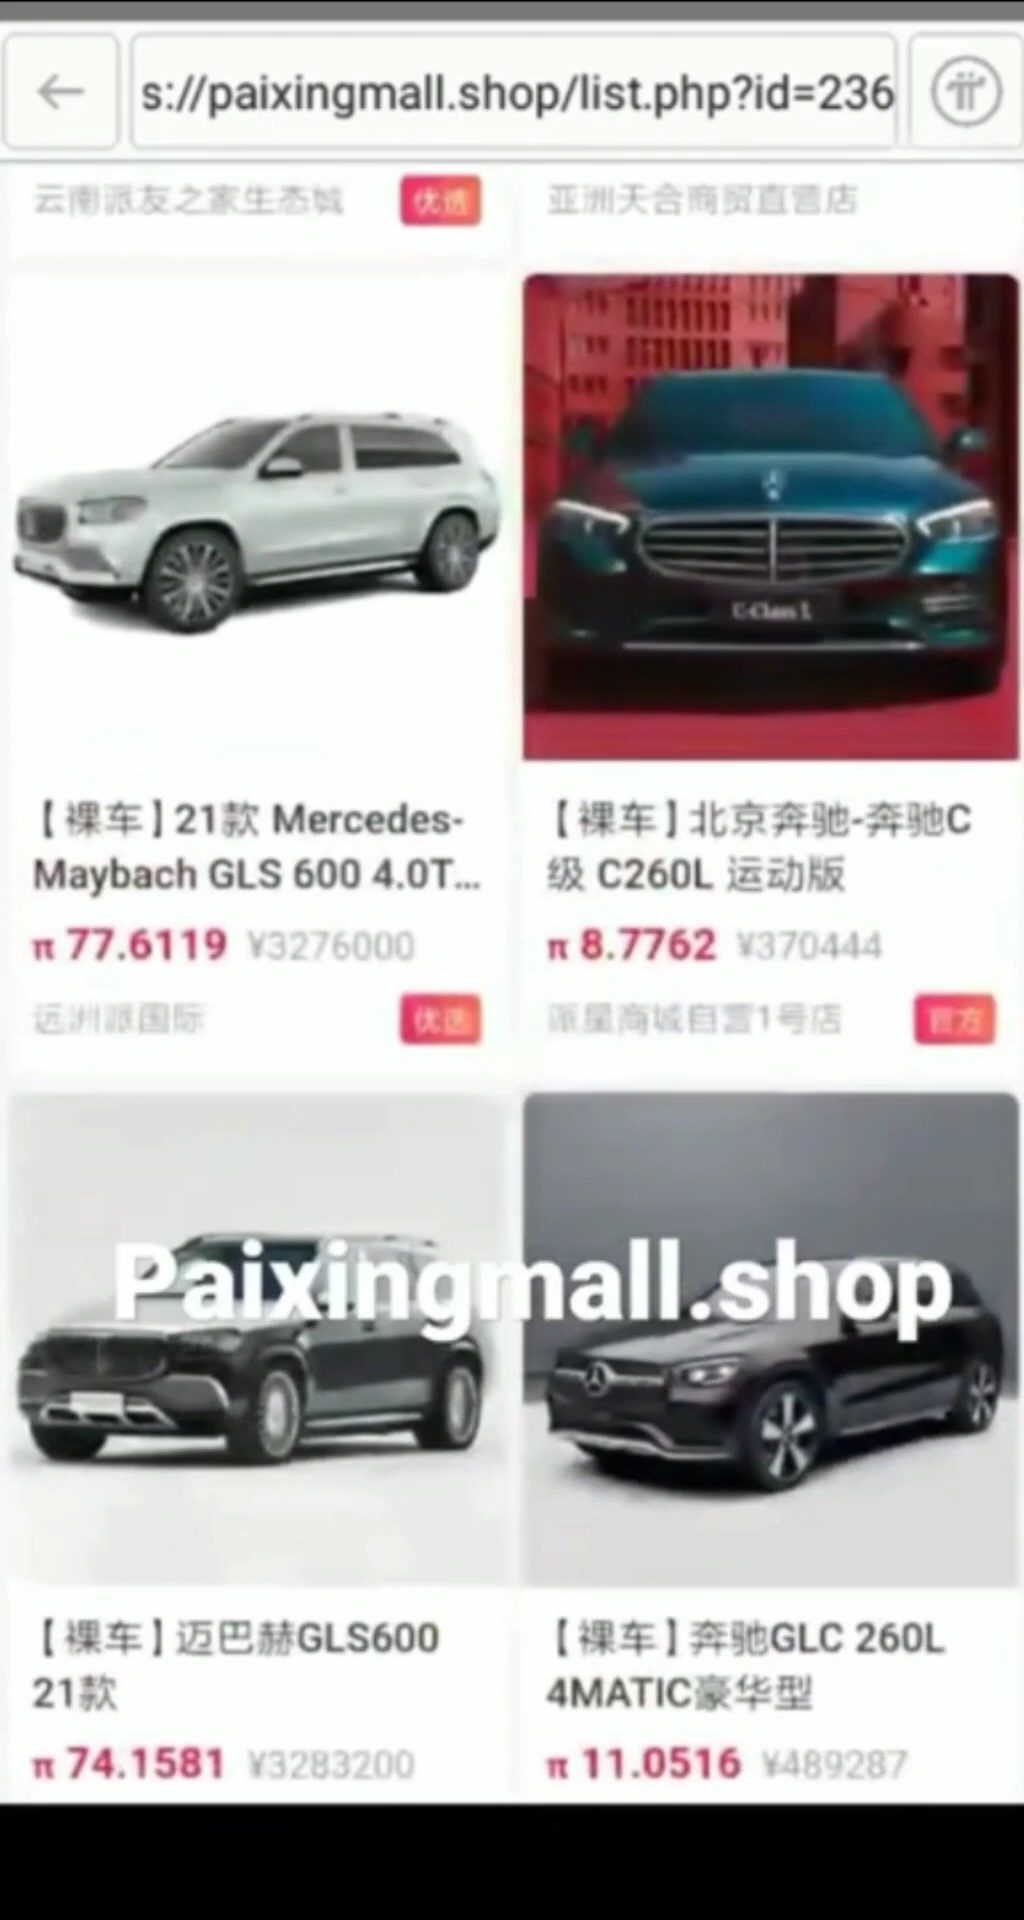 s://paixingmall.shop/list.php?id=236
云南派友之家生态城 优选
亚洲天合商贸直营店
C-Class L
【裸车】21款 Mercedes-
Maybach GLS 600 4.0T...
π 77.6119 ¥3276000
远洲派国际 优选
【裸车】北京奔驰-奔驰C
级 C260L 运动版
π 8.7762 ¥370444
派星商城自营1号店 官方
Paixingmall.shop
【裸车】迈巴赫GLS600
21款
π 74.1581 ¥3283200
【裸车】奔驰GLC 260L
4MATIC豪华型
π 11.0516 ¥489287